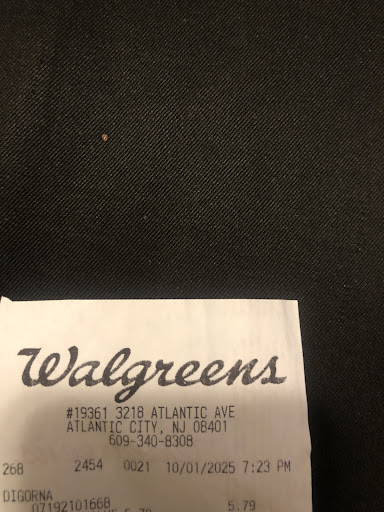 Walgreens
#19361 3218 ATLANTIC AVE
ATLANTIC CITY, NJ 08401
609-340-8308
268 2454 0021 10/01/2025 7:23 PM
DIGORNA
07192101668 5.79